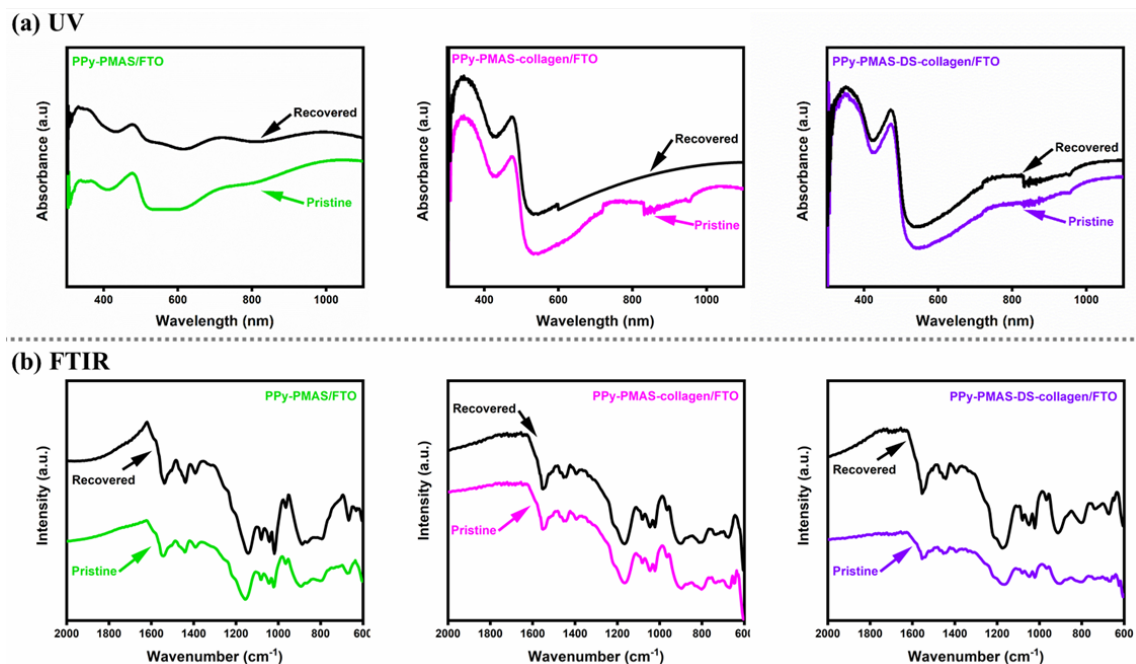 (a) UV
PPy-PMAS/FTO
Recovered
Pristine
Absorbance (a.u)
400 600 800 1000
Wavelength (nm)
PPy-PMAS-collagen/FTO
Recovered
Pristine
Absorbance (a.u)
400 600 800 1000
Wavelength (nm)
PPy-PMAS-DS-collagen/FTO
Recovered
Pristine
Absorbance (a.u)
400 600 800 1000
Wavelength (nm)
(b) FTIR
PPy-PMAS/FTO
Recovered
Pristine
Intensity (a.u.)
2000 1800 1600 1400 1200 1000 800 600
Wavenumber (cm⁻¹)
PPy-PMAS-collagen/FTO
Recovered
Pristine
Intensity (a.u.)
2000 1800 1600 1400 1200 1000 800 600
Wavenumber (cm⁻¹)
PPy-PMAS-DS-collagen/FTO
Recovered
Pristine
Intensity (a.u.)
2000 1800 1600 1400 1200 1000 800 600
Wavenumber (cm⁻¹)